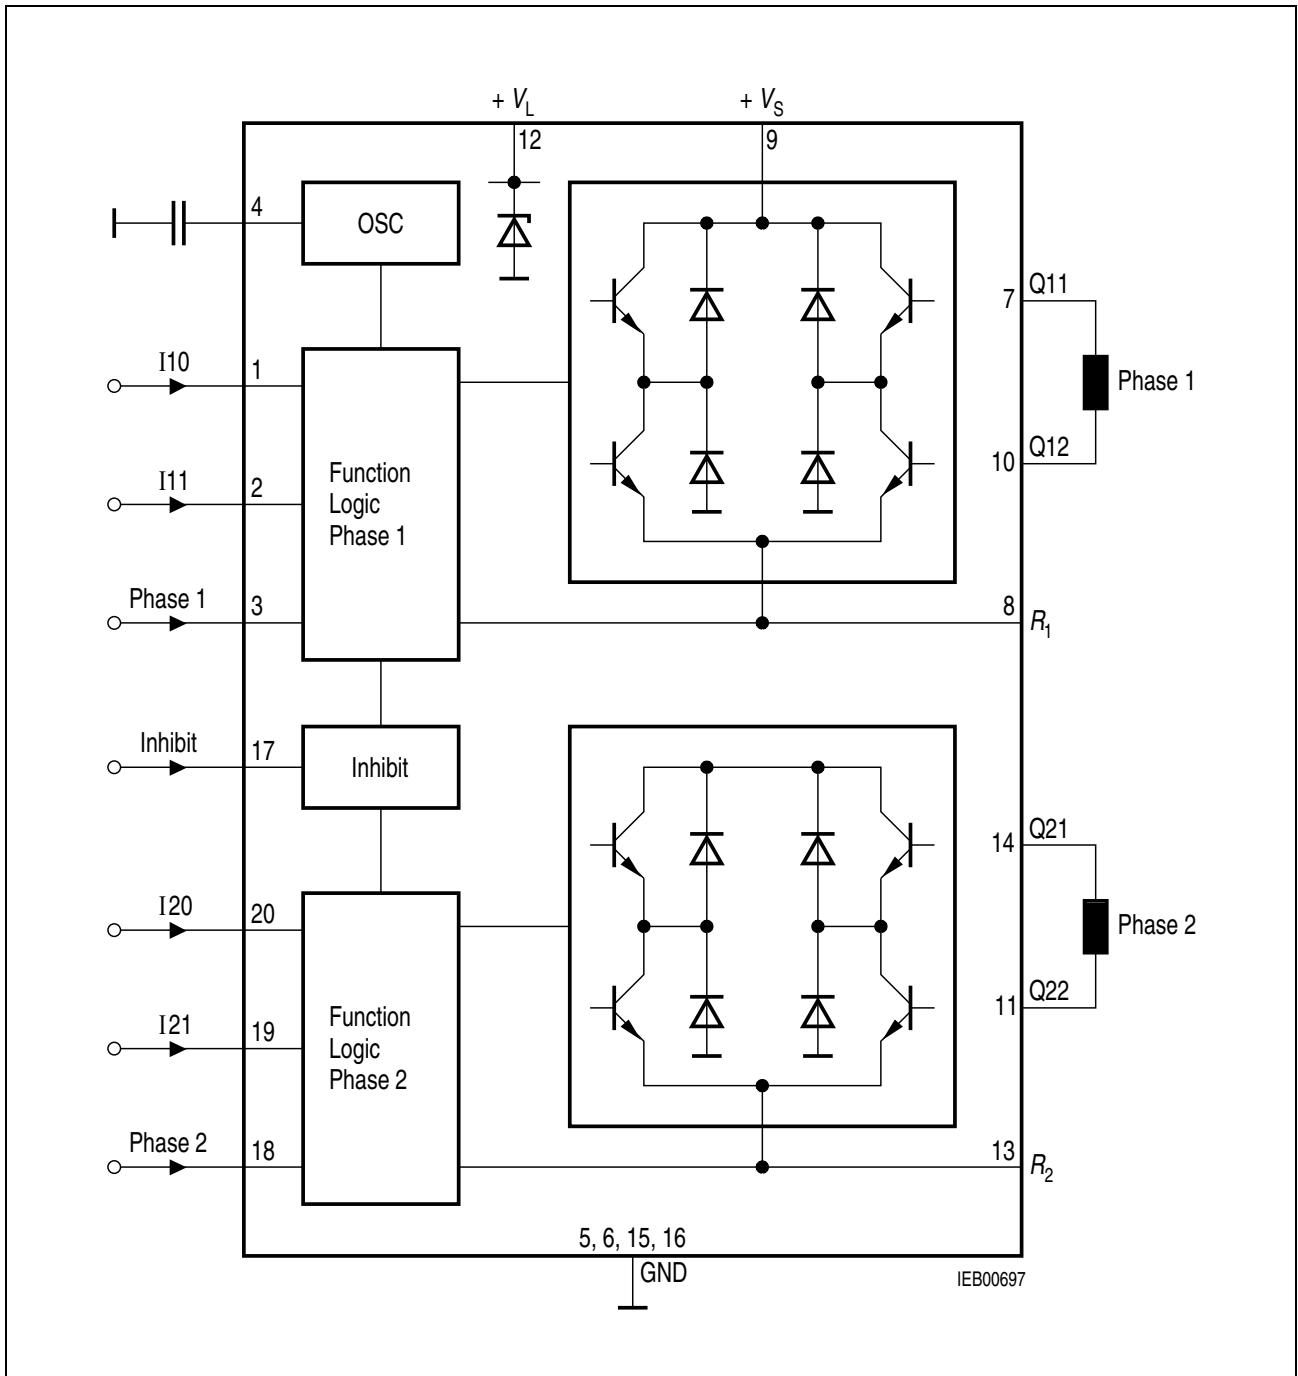 + VL
+ VS
12
9
4
OSC
7
Q11
I10
1
Phase 1
10
Q12
I11
2
Function
Logic
Phase 1
Phase 1
3
8
R1
Inhibit
17
Inhibit
14
Q21
I20
20
Phase 2
11
Q22
I21
19
Function
Logic
Phase 2
Phase 2
18
13
R2
5, 6, 15, 16
GND
IEB00697